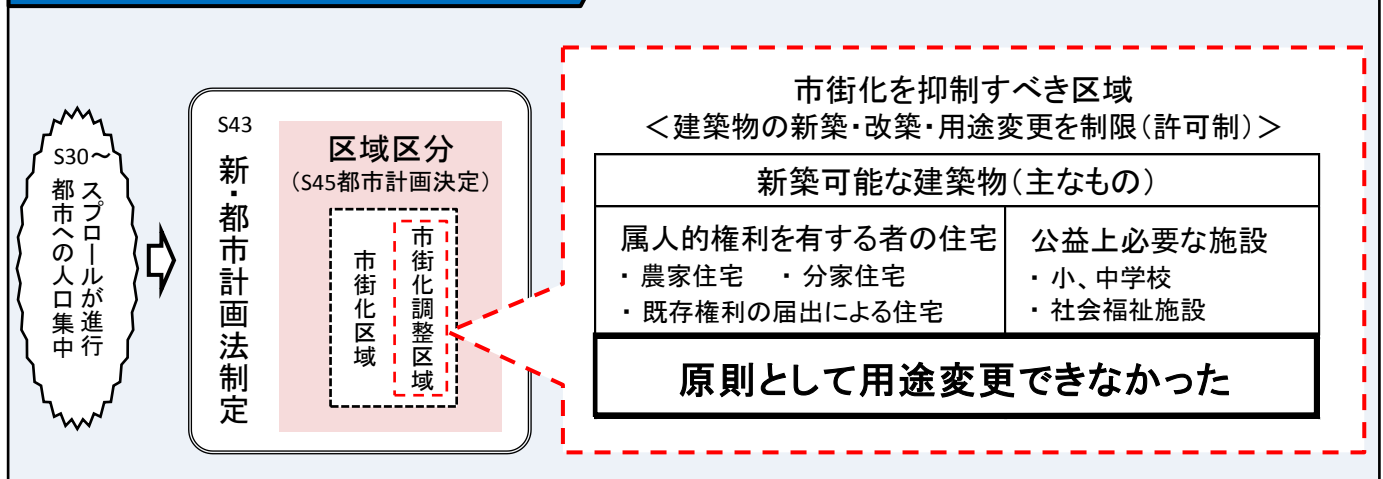 S30～
都市への人口集中
スプロールが進行
S43
新・都市計画法制定
区域区分
（S45都市計画決定）
市街化区域
市街化調整区域
市街化を抑制すべき区域
＜建築物の新築・改築・用途変更を制限（許可制）＞
新築可能な建築物（主なもの）
属人的権利を有する者の住宅
・ 農家住宅　・ 分家住宅
・ 既存権利の届出による住宅
公益上必要な施設
・ 小、中学校
・ 社会福祉施設
原則として用途変更できなかった